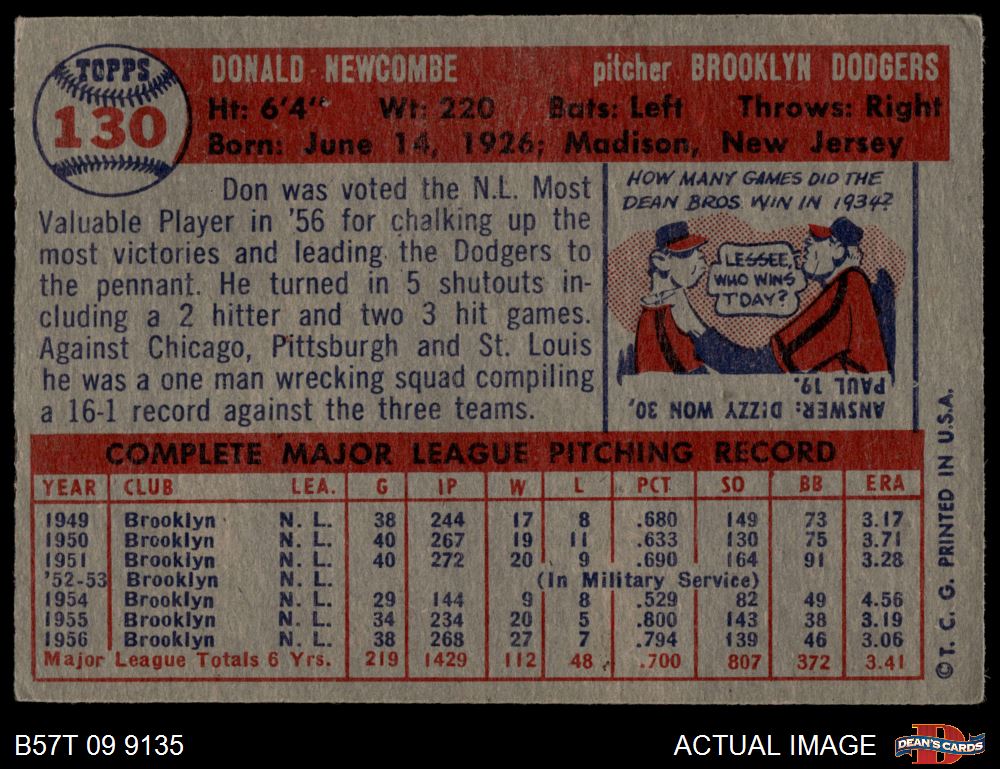 TOPPS
130
DONALD NEWCOMBE pitcher BROOKLYN DODGERS
Ht: 6'4" Wt: 220 Bats: Left Throws: Right
Born: June 14, 1926; Madison, New Jersey
Don was voted the N.L. Most
Valuable Player in '56 for chalking up the
most victories and leading the Dodgers to
the pennant. He turned in 5 shutouts in-
cluding a 2 hitter and two 3 hit games.
Against Chicago, Pittsburgh and St. Louis
he was a one man wrecking squad compiling
a 16-1 record against the three teams.
HOW MANY GAMES DID THE
DEAN BROS. WIN IN 1934?
LESSEE,
WHO WINS
T'DAY?
ANSWER: DIZZY WON 30,
PAUL 19.
COMPLETE MAJOR LEAGUE PITCHING RECORD
YEAR CLUB LEA. G IP W L PCT SO BB ERA
1949 Brooklyn N. L. 38 244 17 8 .680 149 73 3.17
1950 Brooklyn N. L. 40 267 19 11 .633 130 75 3.71
1951 Brooklyn N. L. 40 272 20 9 .690 164 91 3.28
'52-53 Brooklyn N. L. (In Military Service)
1954 Brooklyn N. L. 29 144 9 8 .529 82 49 4.56
1955 Brooklyn N. L. 34 234 20 5 .800 143 38 3.19
1956 Brooklyn N. L. 38 268 27 7 .794 139 46 3.06
Major League Totals 6 Yrs. 219 1429 112 48 .700 807 372 3.41
©T. C. G. PRINTED IN U.S.A.
B57T 09 9135
ACTUAL IMAGE
D
DEAN'S CARDS